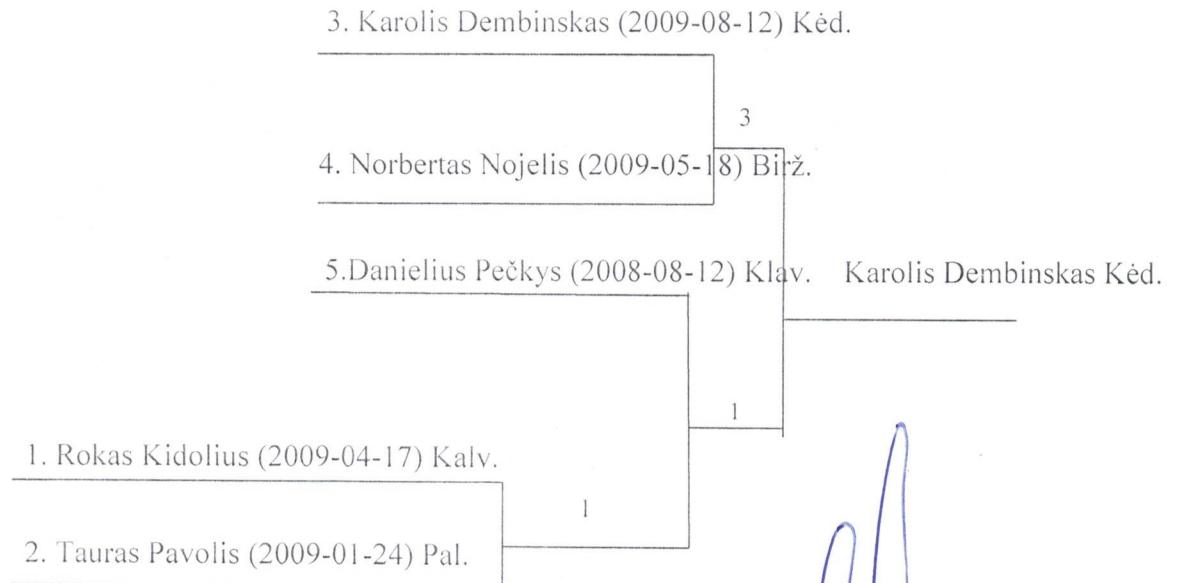 3. Karolis Dembinskas (2009-08-12) Kėd.
3
4. Norbertas Nojelis (2009-05-18) Birž.
5.Danielius Pečkys (2008-08-12) Klav. Karolis Dembinskas Kėd.
1
1. Rokas Kidolius (2009-04-17) Kalv.
1
2. Tauras Pavolis (2009-01-24) Pal.